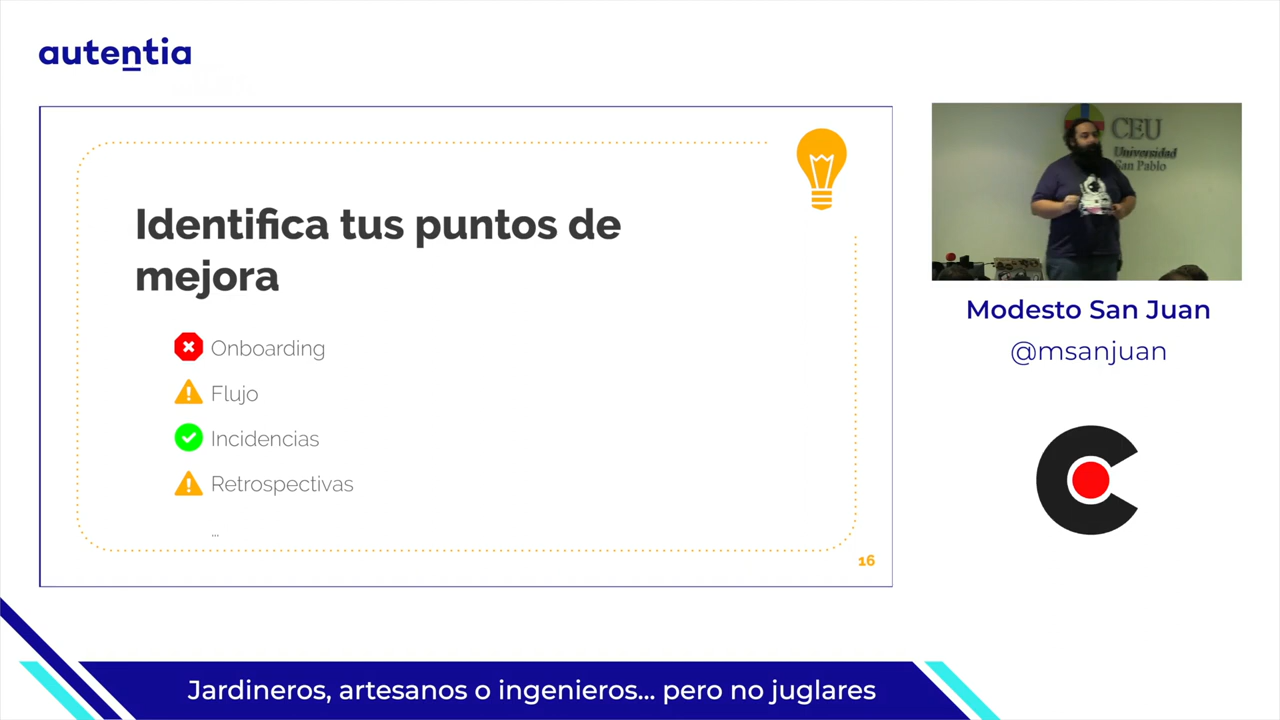 autentia
Identifica tus puntos de
mejora
Onboarding
Flujo
Incidencias
Retrospectivas
...
16
CEU
Universidad
San Pablo
Modesto San Juan
@msanjuan
Jardineros, artesanos o ingenieros... pero no juglares